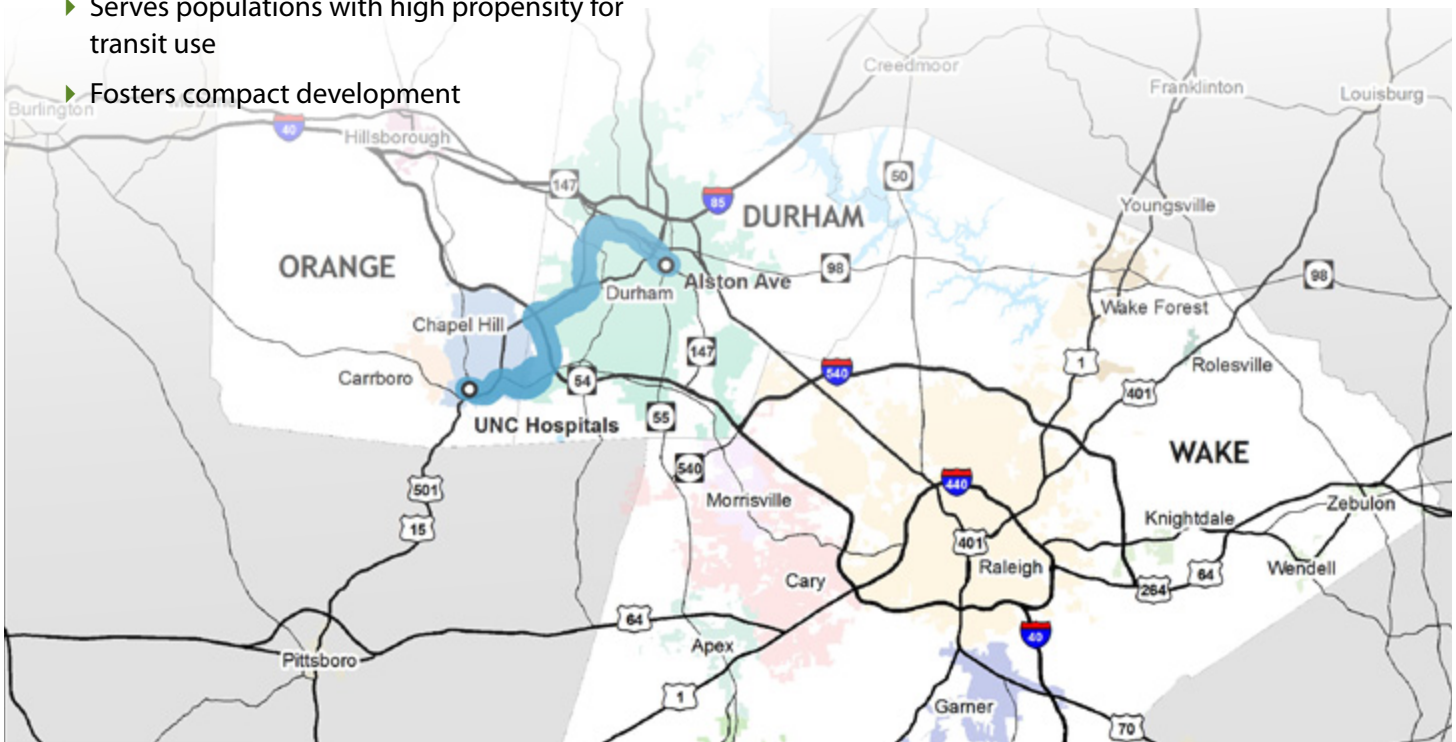 Serves populations with high propensity for
transit use
Fosters compact development
Creedmoor
Franklinton
Louisburg
Burlington
40
Hillsborough
147
50
85
DURHAM
Youngsville
ORANGE
98
98
Alston Ave
Durham
Wake Forest
Chapel Hill
147
1
Rolesville
Carrboro
54
540
401
UNC Hospitals
55
WAKE
540
440
501
Morrisville
Zebulon
15
Knightdale
401
Raleigh
Wendell
Cary
264
64
64
40
Apex
Pittsboro
1
Garner
70